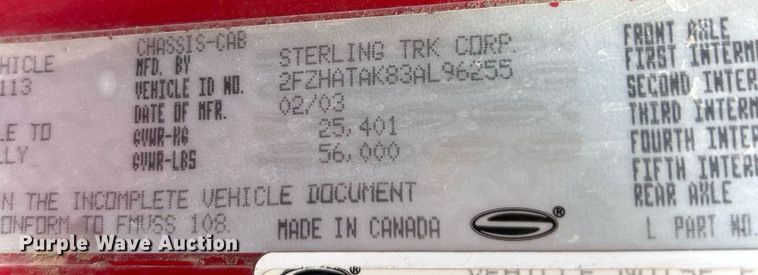 CHASSIS-CAB
MFD. BY STERLING TRK CORP.
VEHICLE ID NO. 2FZHATAK83AL96255
DATE OF MFR. 02/03
GVWR-KG 25,401
GVWR-LBS 56,000
HICLE
113
LE TO
LLY
N THE INCOMPLETE VEHICLE DOCUMENT
ONFORM TO FMVSS 108.
MADE IN CANADA
S®
FRONT AXLE
FIRST INTERM
SECOND INTER
THIRD INTERM
FOURTH INTER
FIFTH INTERM
REAR AXLE
L PART NO.
Purple Wave Auction